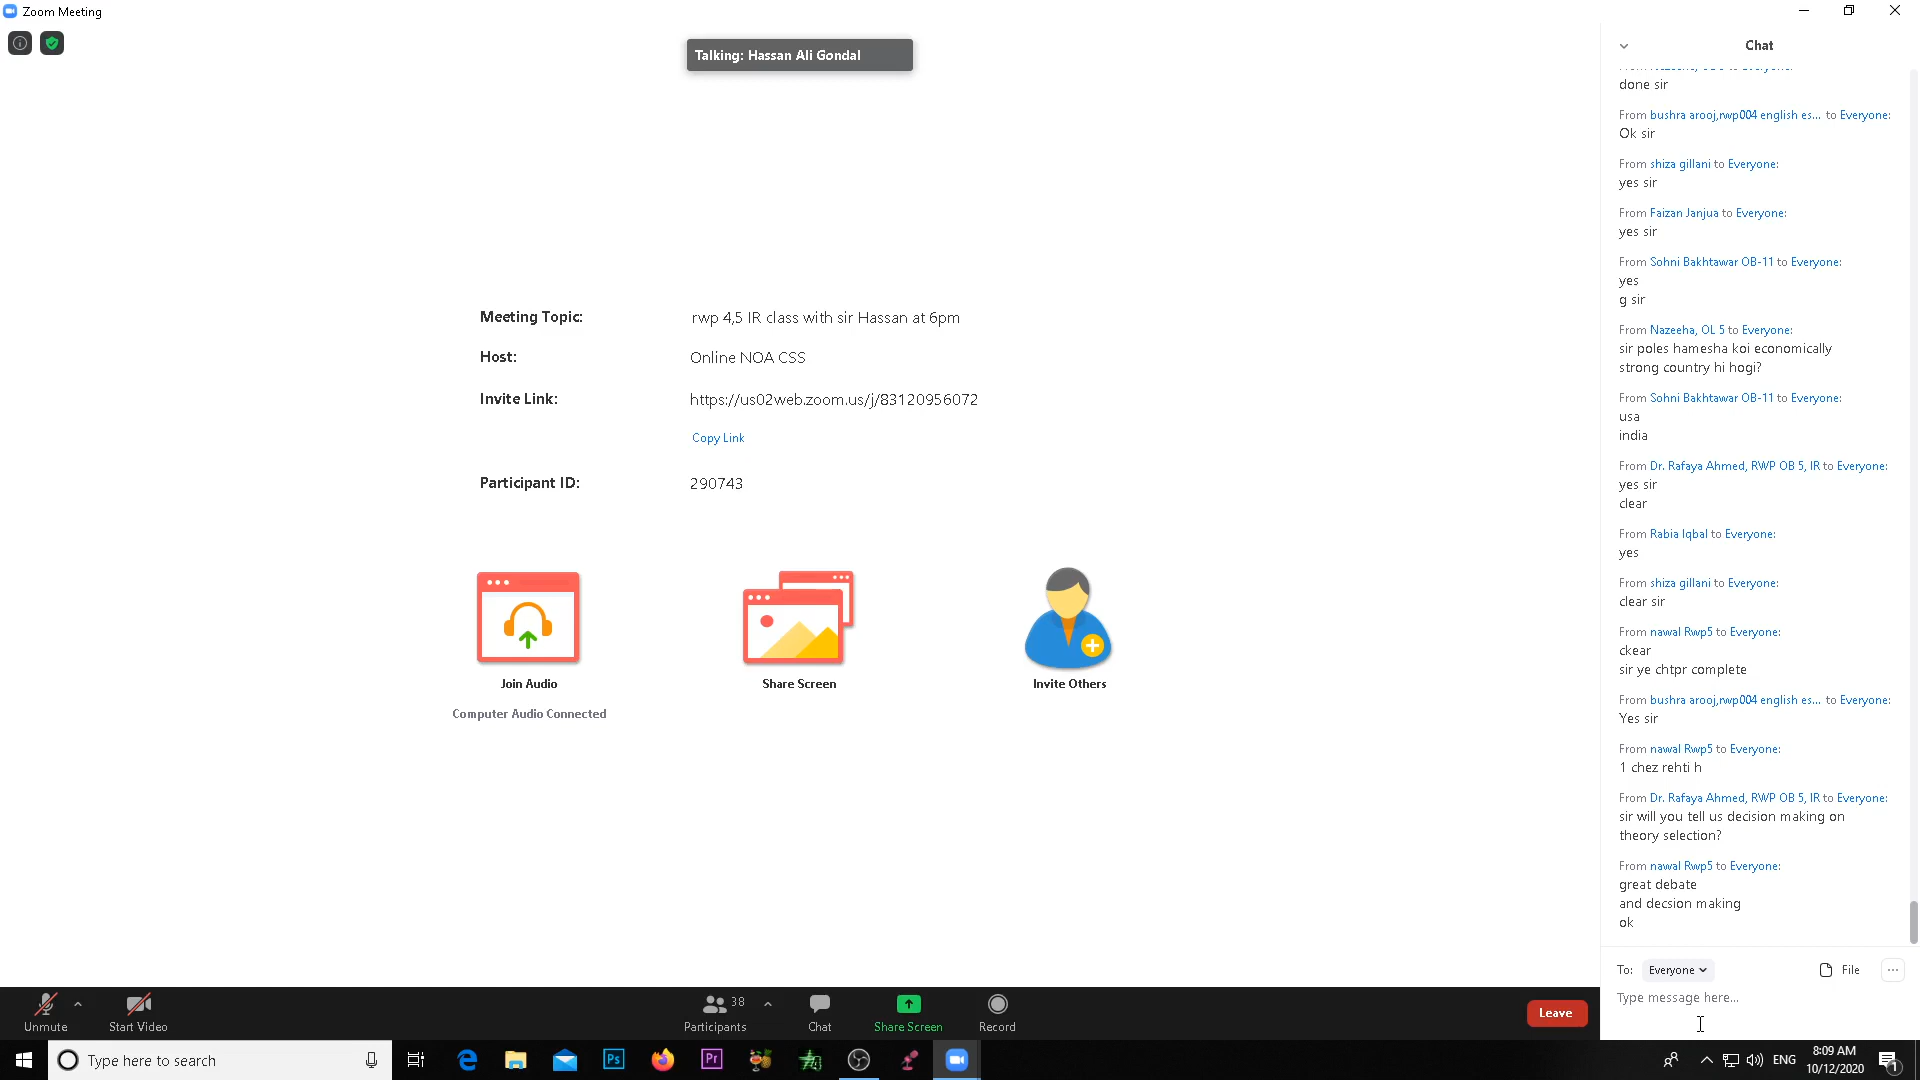 Zoom Meeting
Talking: Hassan Ali Gondal
Meeting Topic: rwp 4,5 IR class with sir Hassan at 6pm
Host: Online NOA CSS
Invite Link: https://us02web.zoom.us/j/83120956072
Copy Link
Participant ID: 290743
Join Audio
Share Screen
Invite Others
Computer Audio Connected
Chat
done sir
From bushra arooj,rwp004 english es... to Everyone:
Ok sir
From shiza gillani to Everyone:
yes sir
From Faizan Janjua to Everyone:
yes sir
From Sohni Bakhtawar OB-11 to Everyone:
yes
g sir
From Nazeeha, OL 5 to Everyone:
sir poles hamesha koi economically
strong country hi hogi?
From Sohni Bakhtawar OB-11 to Everyone:
usa
india
From Dr. Rafaya Ahmed, RWP OB 5, IR to Everyone:
yes sir
clear
From Rabia Iqbal to Everyone:
yes
From shiza gillani to Everyone:
clear sir
From nawal Rwp5 to Everyone:
ckear
sir ye chtpr complete
From bushra arooj,rwp004 english es... to Everyone:
Yes sir
From nawal Rwp5 to Everyone:
1 chez rehti h
From Dr. Rafaya Ahmed, RWP OB 5, IR to Everyone:
sir will you tell us decision making on
theory selection?
From nawal Rwp5 to Everyone:
great debate
and decsion making
ok
To: Everyone File
Type message here...
Unmute
Start Video
Participants 38
Chat
Share Screen
Record
Leave
Type here to search
Ps
Pr
ENG
8:09 AM
10/12/2020
1